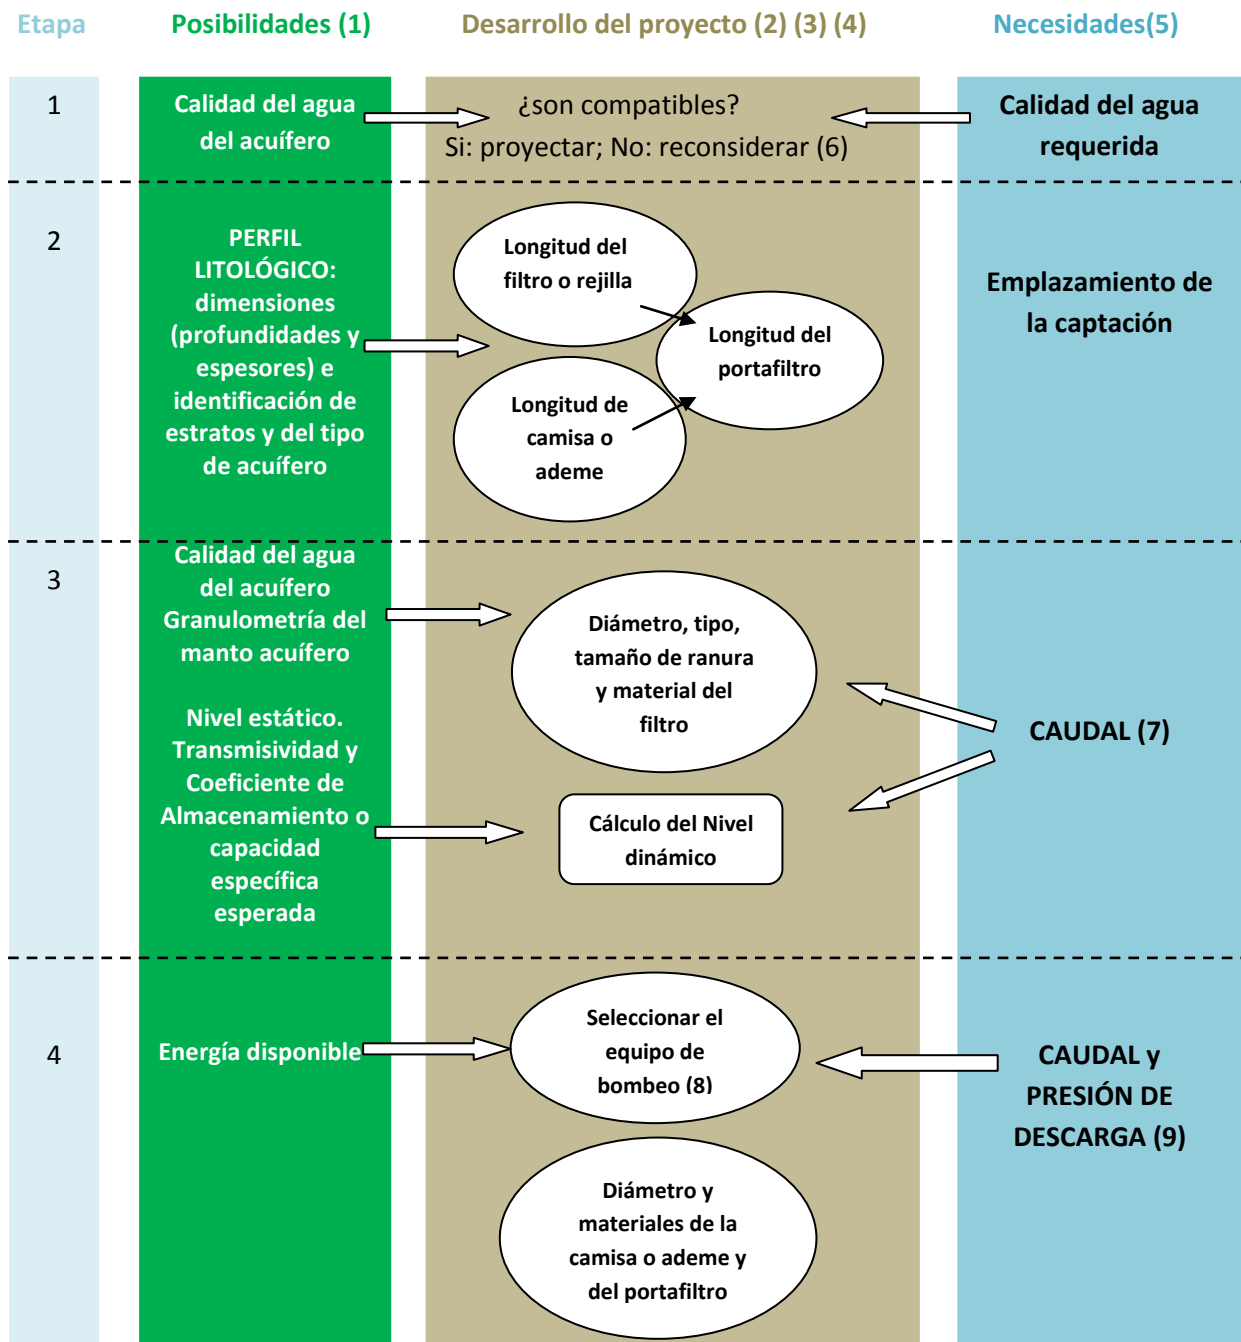 Etapa
Posibilidades (1)
Desarrollo del proyecto (2) (3) (4)
Necesidades(5)
1
Calidad del agua
del acuífero
¿son compatibles?
Si: proyectar; No: reconsiderar (6)
Calidad del agua
requerida
2
PERFIL
LITOLÓGICO:
dimensiones
(profundidades y
espesores) e
identificación de
estratos y del tipo
de acuífero
Longitud del
filtro o rejilla
Longitud del
portafiltro
Longitud de
camisa o
ademe
Emplazamiento de
la captación
3
Calidad del agua
del acuífero
Granulometría del
manto acuífero
Nivel estático.
Transmisividad y
Coeficiente de
Almacenamiento o
capacidad
específica
esperada
Diámetro, tipo,
tamaño de ranura
y material del
filtro
Cálculo del Nivel
dinámico
CAUDAL (7)
4
Energía disponible
Seleccionar el
equipo de
bombeo (8)
Diámetro y
materiales de la
camisa o ademe y
del portafiltro
CAUDAL y
PRESIÓN DE
DESCARGA (9)